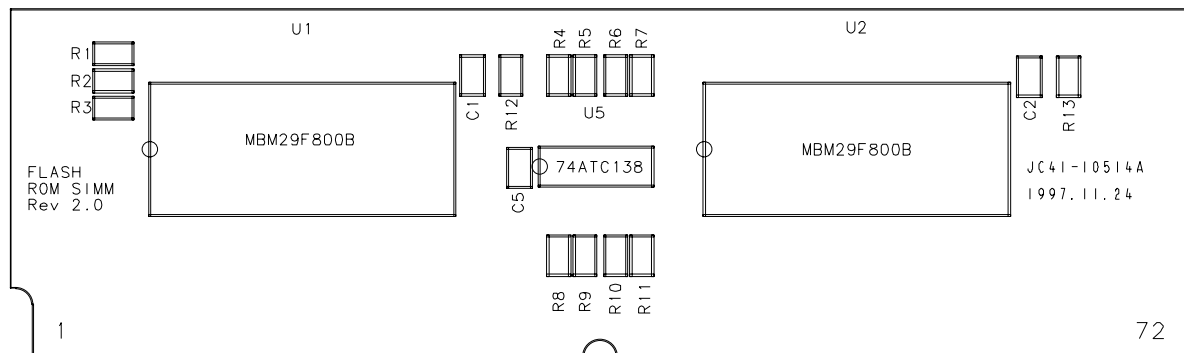 U1
U2
R1
R2
R3
C1
R12
R4
R5
R6
R7
U5
C2
R13
MBM29F800B
74ATC138
MBM29F800B
C5
FLASH
ROM SIMM
Rev 2.0
JC41-10514A
1997.11.24
R8
R9
R10
R11
1
72